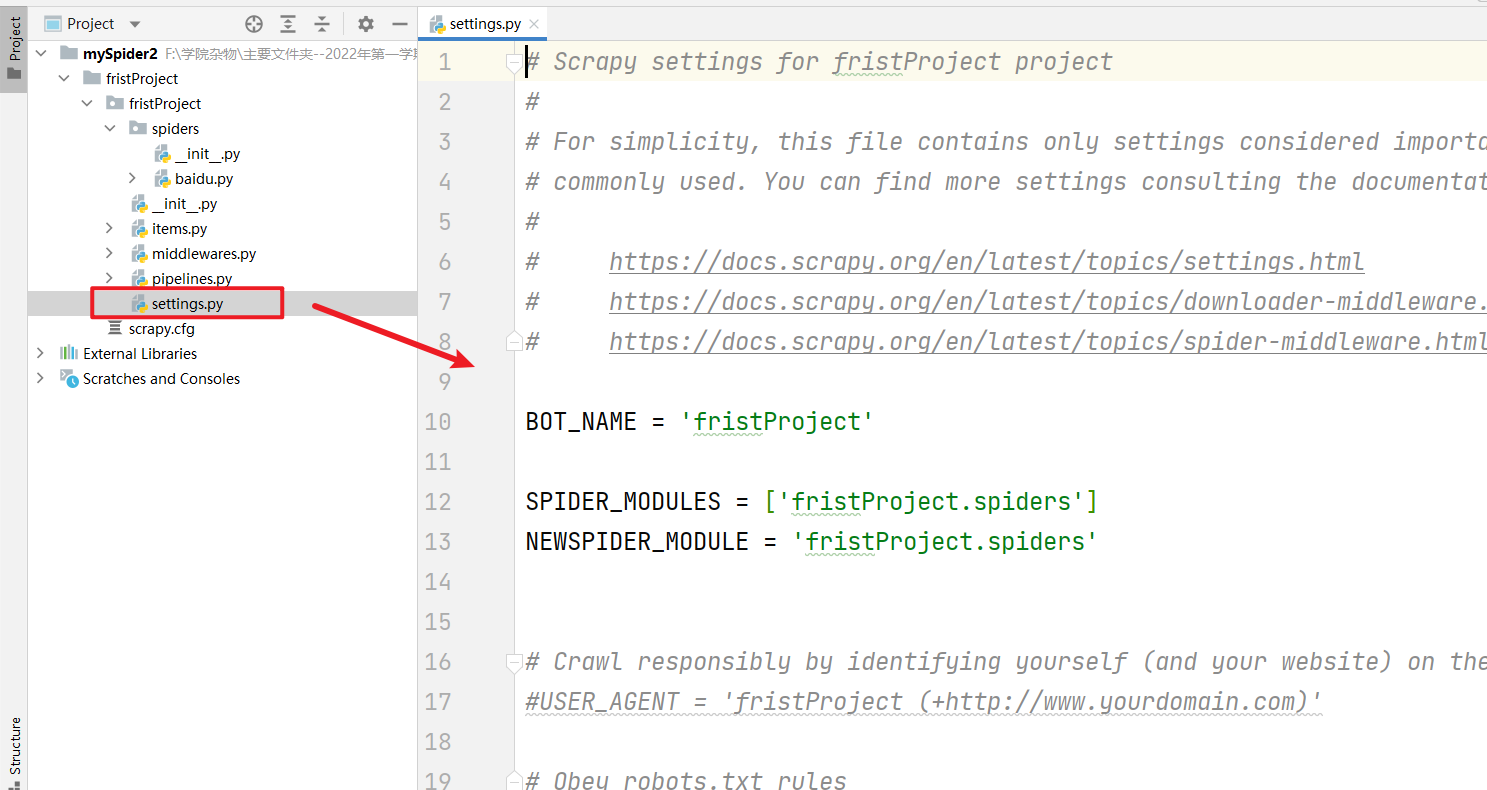 Project
Project
settings.py
mySpider2 F:\学院杂物\主要文件夹--2022年第一学期
fristProject
fristProject
spiders
__init__.py
baidu.py
__init__.py
items.py
middlewares.py
pipelines.py
settings.py
scrapy.cfg
External Libraries
Scratches and Consoles
Structure
1 # Scrapy settings for fristProject project
2 #
3 # For simplicity, this file contains only settings considered importa
4 # commonly used. You can find more settings consulting the documentat
5 #
6 # https://docs.scrapy.org/en/latest/topics/settings.html
7 # https://docs.scrapy.org/en/latest/topics/downloader-middleware.
8 # https://docs.scrapy.org/en/latest/topics/spider-middleware.html
9
10 BOT_NAME = 'fristProject'
11
12 SPIDER_MODULES = ['fristProject.spiders']
13 NEWSPIDER_MODULE = 'fristProject.spiders'
14
15
16 # Crawl responsibly by identifying yourself (and your website) on the
17 #USER_AGENT = 'fristProject (+http://www.yourdomain.com)'
18
19 # Obey robots.txt rules